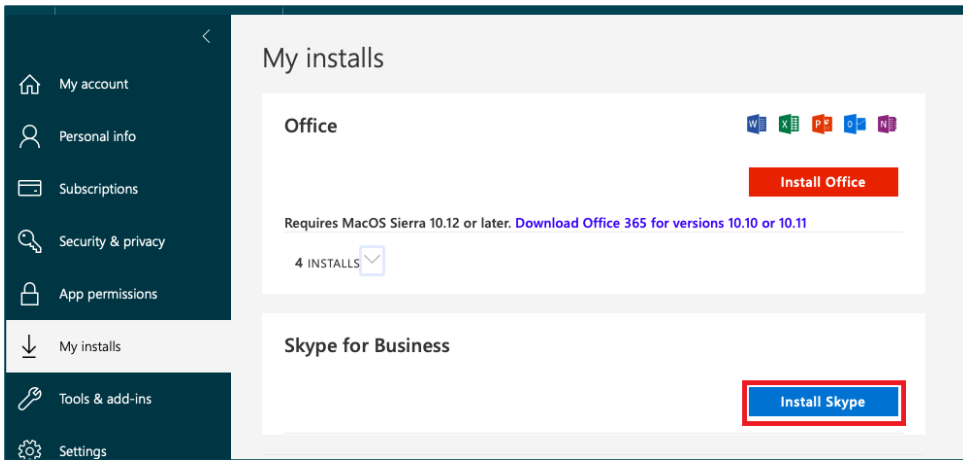 My installs
My account
Personal info
Subscriptions
Security & privacy
App permissions
My installs
Tools & add-ins
Settings
Office
W X P O N
Install Office
Requires MacOS Sierra 10.12 or later. Download Office 365 for versions 10.10 or 10.11
4 INSTALLS
Skype for Business
Install Skype